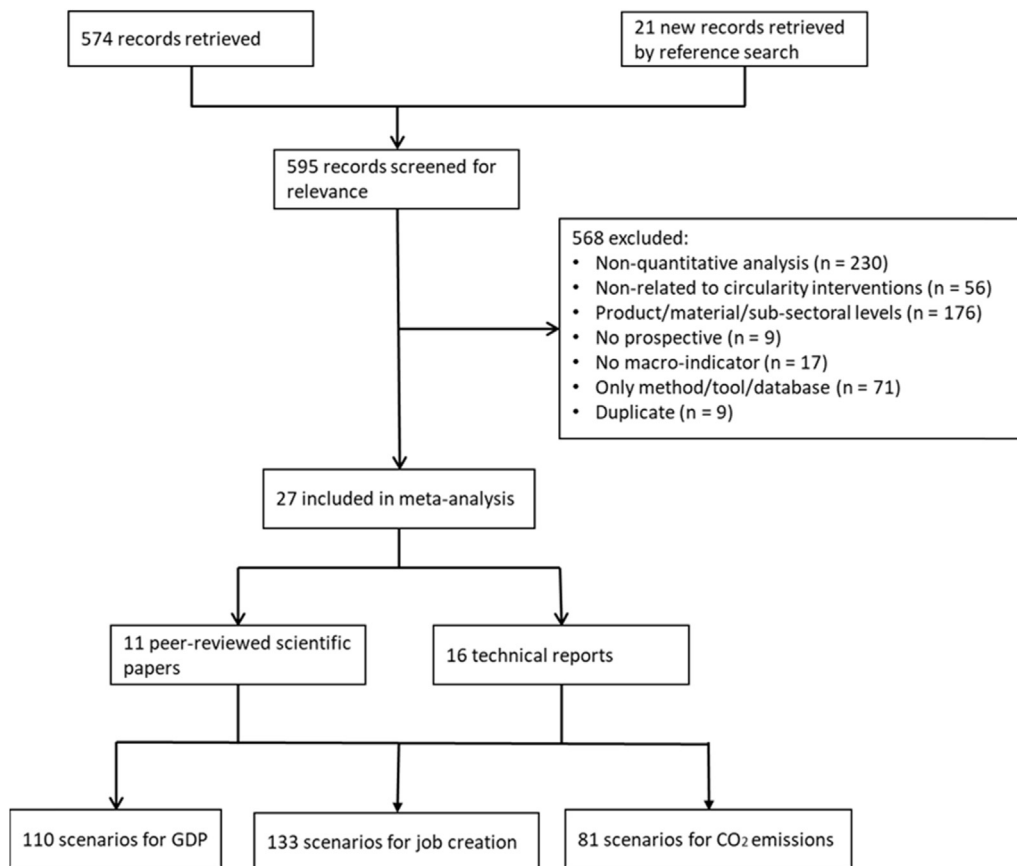 574 records retrieved
21 new records retrieved
by reference search
595 records screened for
relevance
568 excluded:
• Non-quantitative analysis (n = 230)
• Non-related to circularity interventions (n = 56)
• Product/material/sub-sectoral levels (n = 176)
• No prospective (n = 9)
• No macro-indicator (n = 17)
• Only method/tool/database (n = 71)
• Duplicate (n = 9)
27 included in meta-analysis
11 peer-reviewed scientific
papers
16 technical reports
110 scenarios for GDP
133 scenarios for job creation
81 scenarios for CO₂ emissions